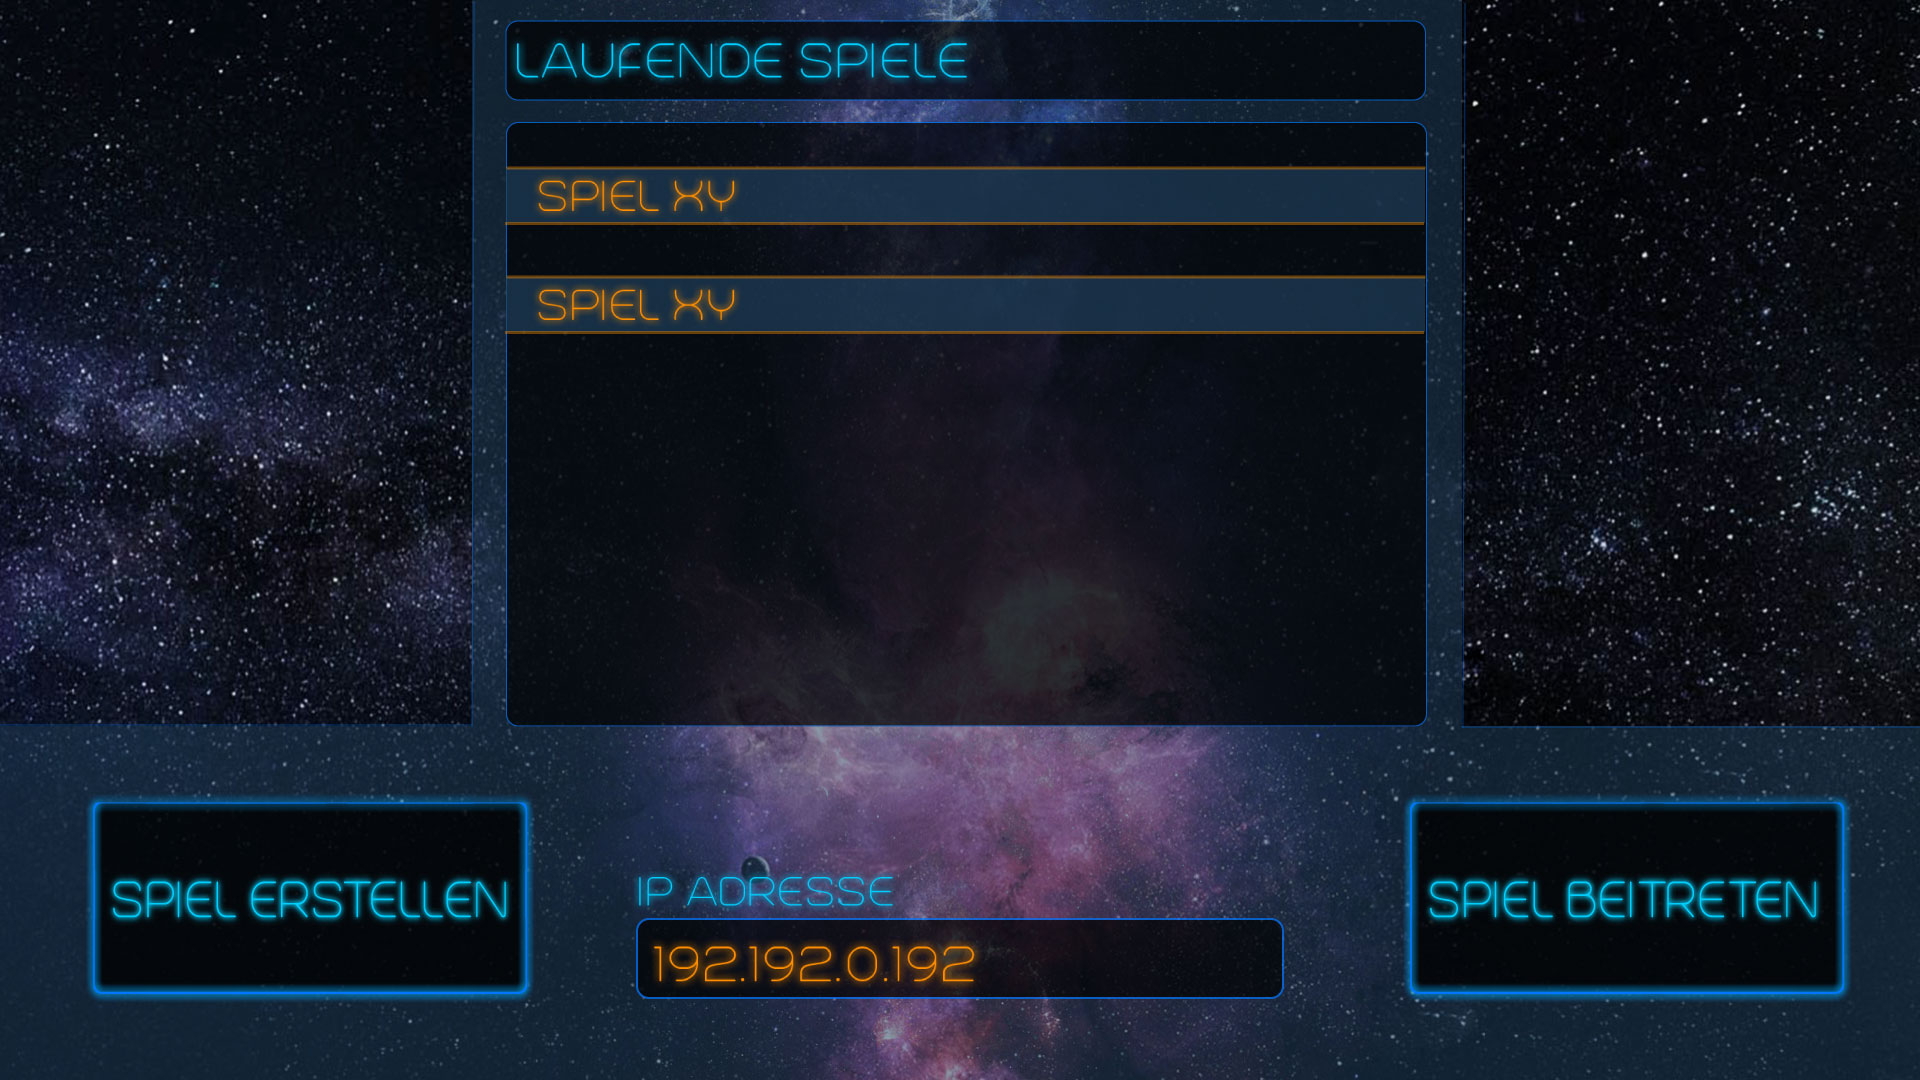 LAUFENDE SPIELE
SPIEL XY
SPIEL XY
SPIEL ERSTELLEN
IP ADRESSE
192.192.0.192
SPIEL BEITRETEN